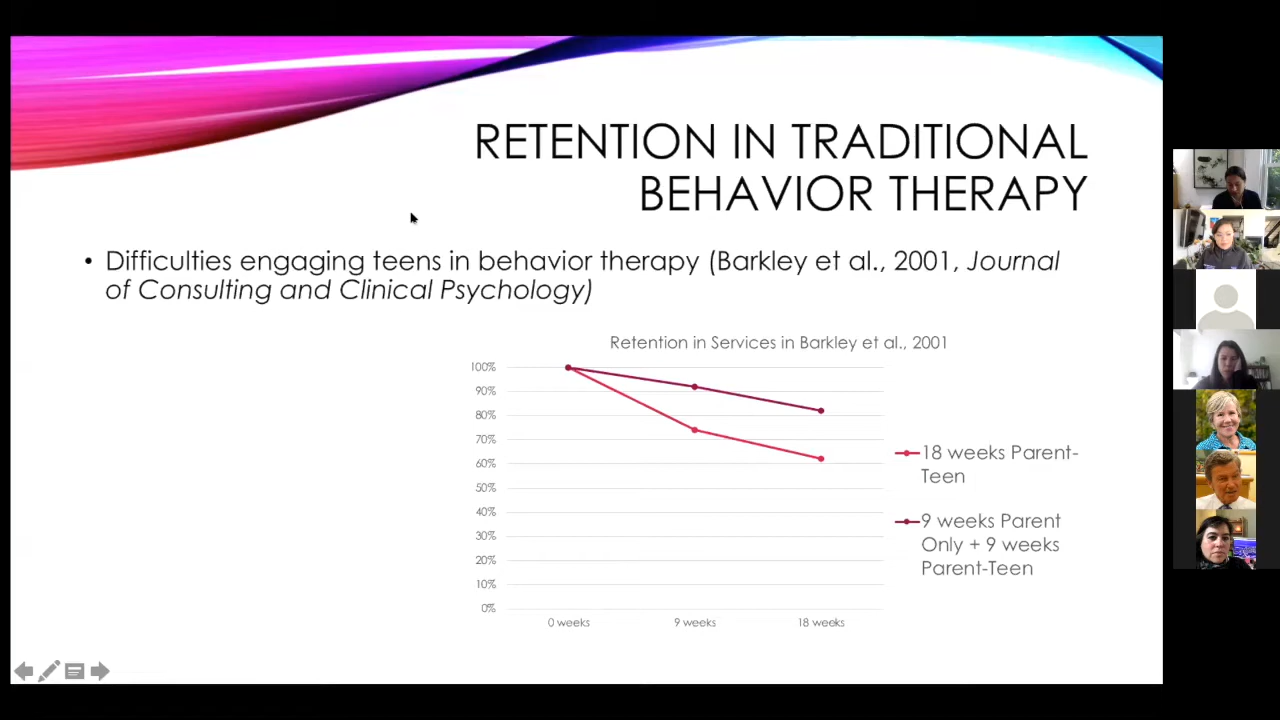 RETENTION IN TRADITIONAL
BEHAVIOR THERAPY
• Difficulties engaging teens in behavior therapy (Barkley et al., 2001, Journal
of Consulting and Clinical Psychology)
Retention in Services in Barkley et al., 2001
100%
90%
80%
70%
60%
50%
40%
30%
20%
10%
0%
0 weeks
9 weeks
18 weeks
18 weeks Parent-
Teen
9 weeks Parent
Only + 9 weeks
Parent-Teen